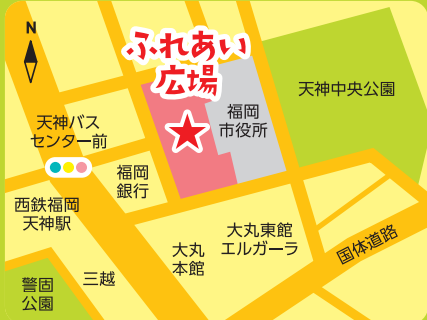 N
ふれあい
広場
天神中央公園
福岡
市役所
天神バス
センター前
福岡
銀行
西鉄福岡
天神駅
大丸東館
エルガーラ
大丸
本館
国体道路
三越
警固
公園